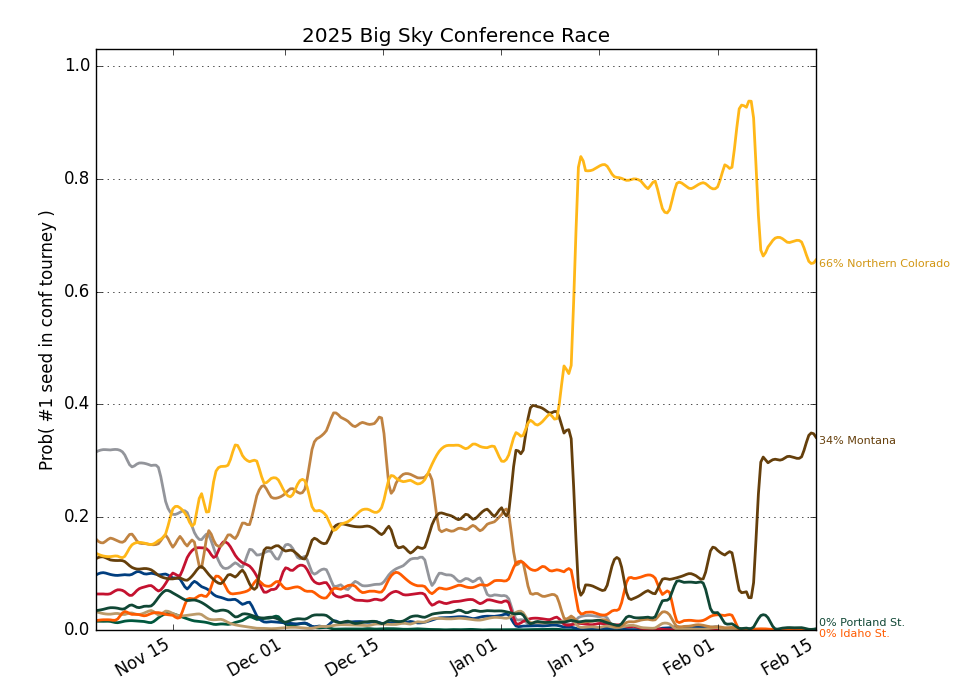 2025 Big Sky Conference Race
Prob( #1 seed in conf tourney )
1.0
0.8
0.6
0.4
0.2
0.0
66% Northern Colorado
34% Montana
0% Portland St.
0% Idaho St.
Nov 15
Dec 01
Dec 15
Jan 01
Jan 15
Feb 01
Feb 15